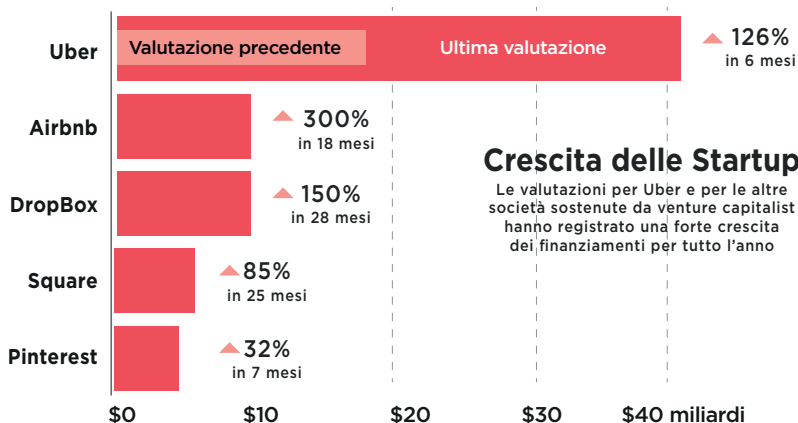 Uber
Valutazione precedente
Ultima valutazione
126%
in 6 mesi
Airbnb
300%
in 18 mesi
Crescita delle Startup
Le valutazioni per Uber e per le altre
società sostenute da venture capitalist
hanno registrato una forte crescita
dei finanziamenti per tutto l'anno
DropBox
150%
in 28 mesi
Square
85%
in 25 mesi
Pinterest
32%
in 7 mesi
$0 $10 $20 $30 $40 miliardi